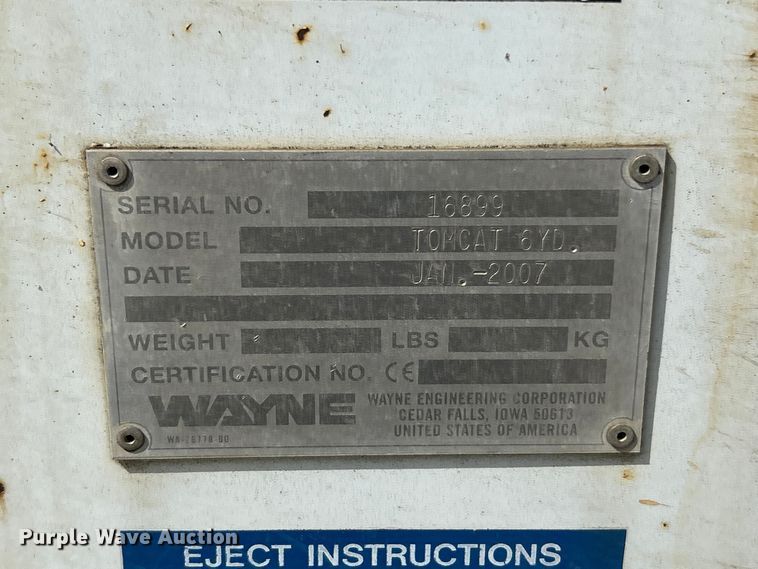 SERIAL NO. 16899
MODEL TOMCAT 6YD.
DATE JAN.-2007
WEIGHT LBS KG
CERTIFICATION NO. CE
WAYNE
WAYNE ENGINEERING CORPORATION
CEDAR FALLS, IOWA 50613
UNITED STATES OF AMERICA
Purple Wave Auction
EJECT INSTRUCTIONS